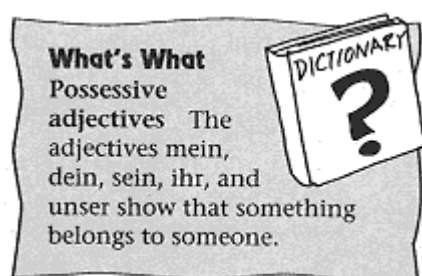 What's What
DICTIONARY
?
Possessive
adjectives The
adjectives mein,
dein, sein, ihr, and
unser show that something
belongs to someone.